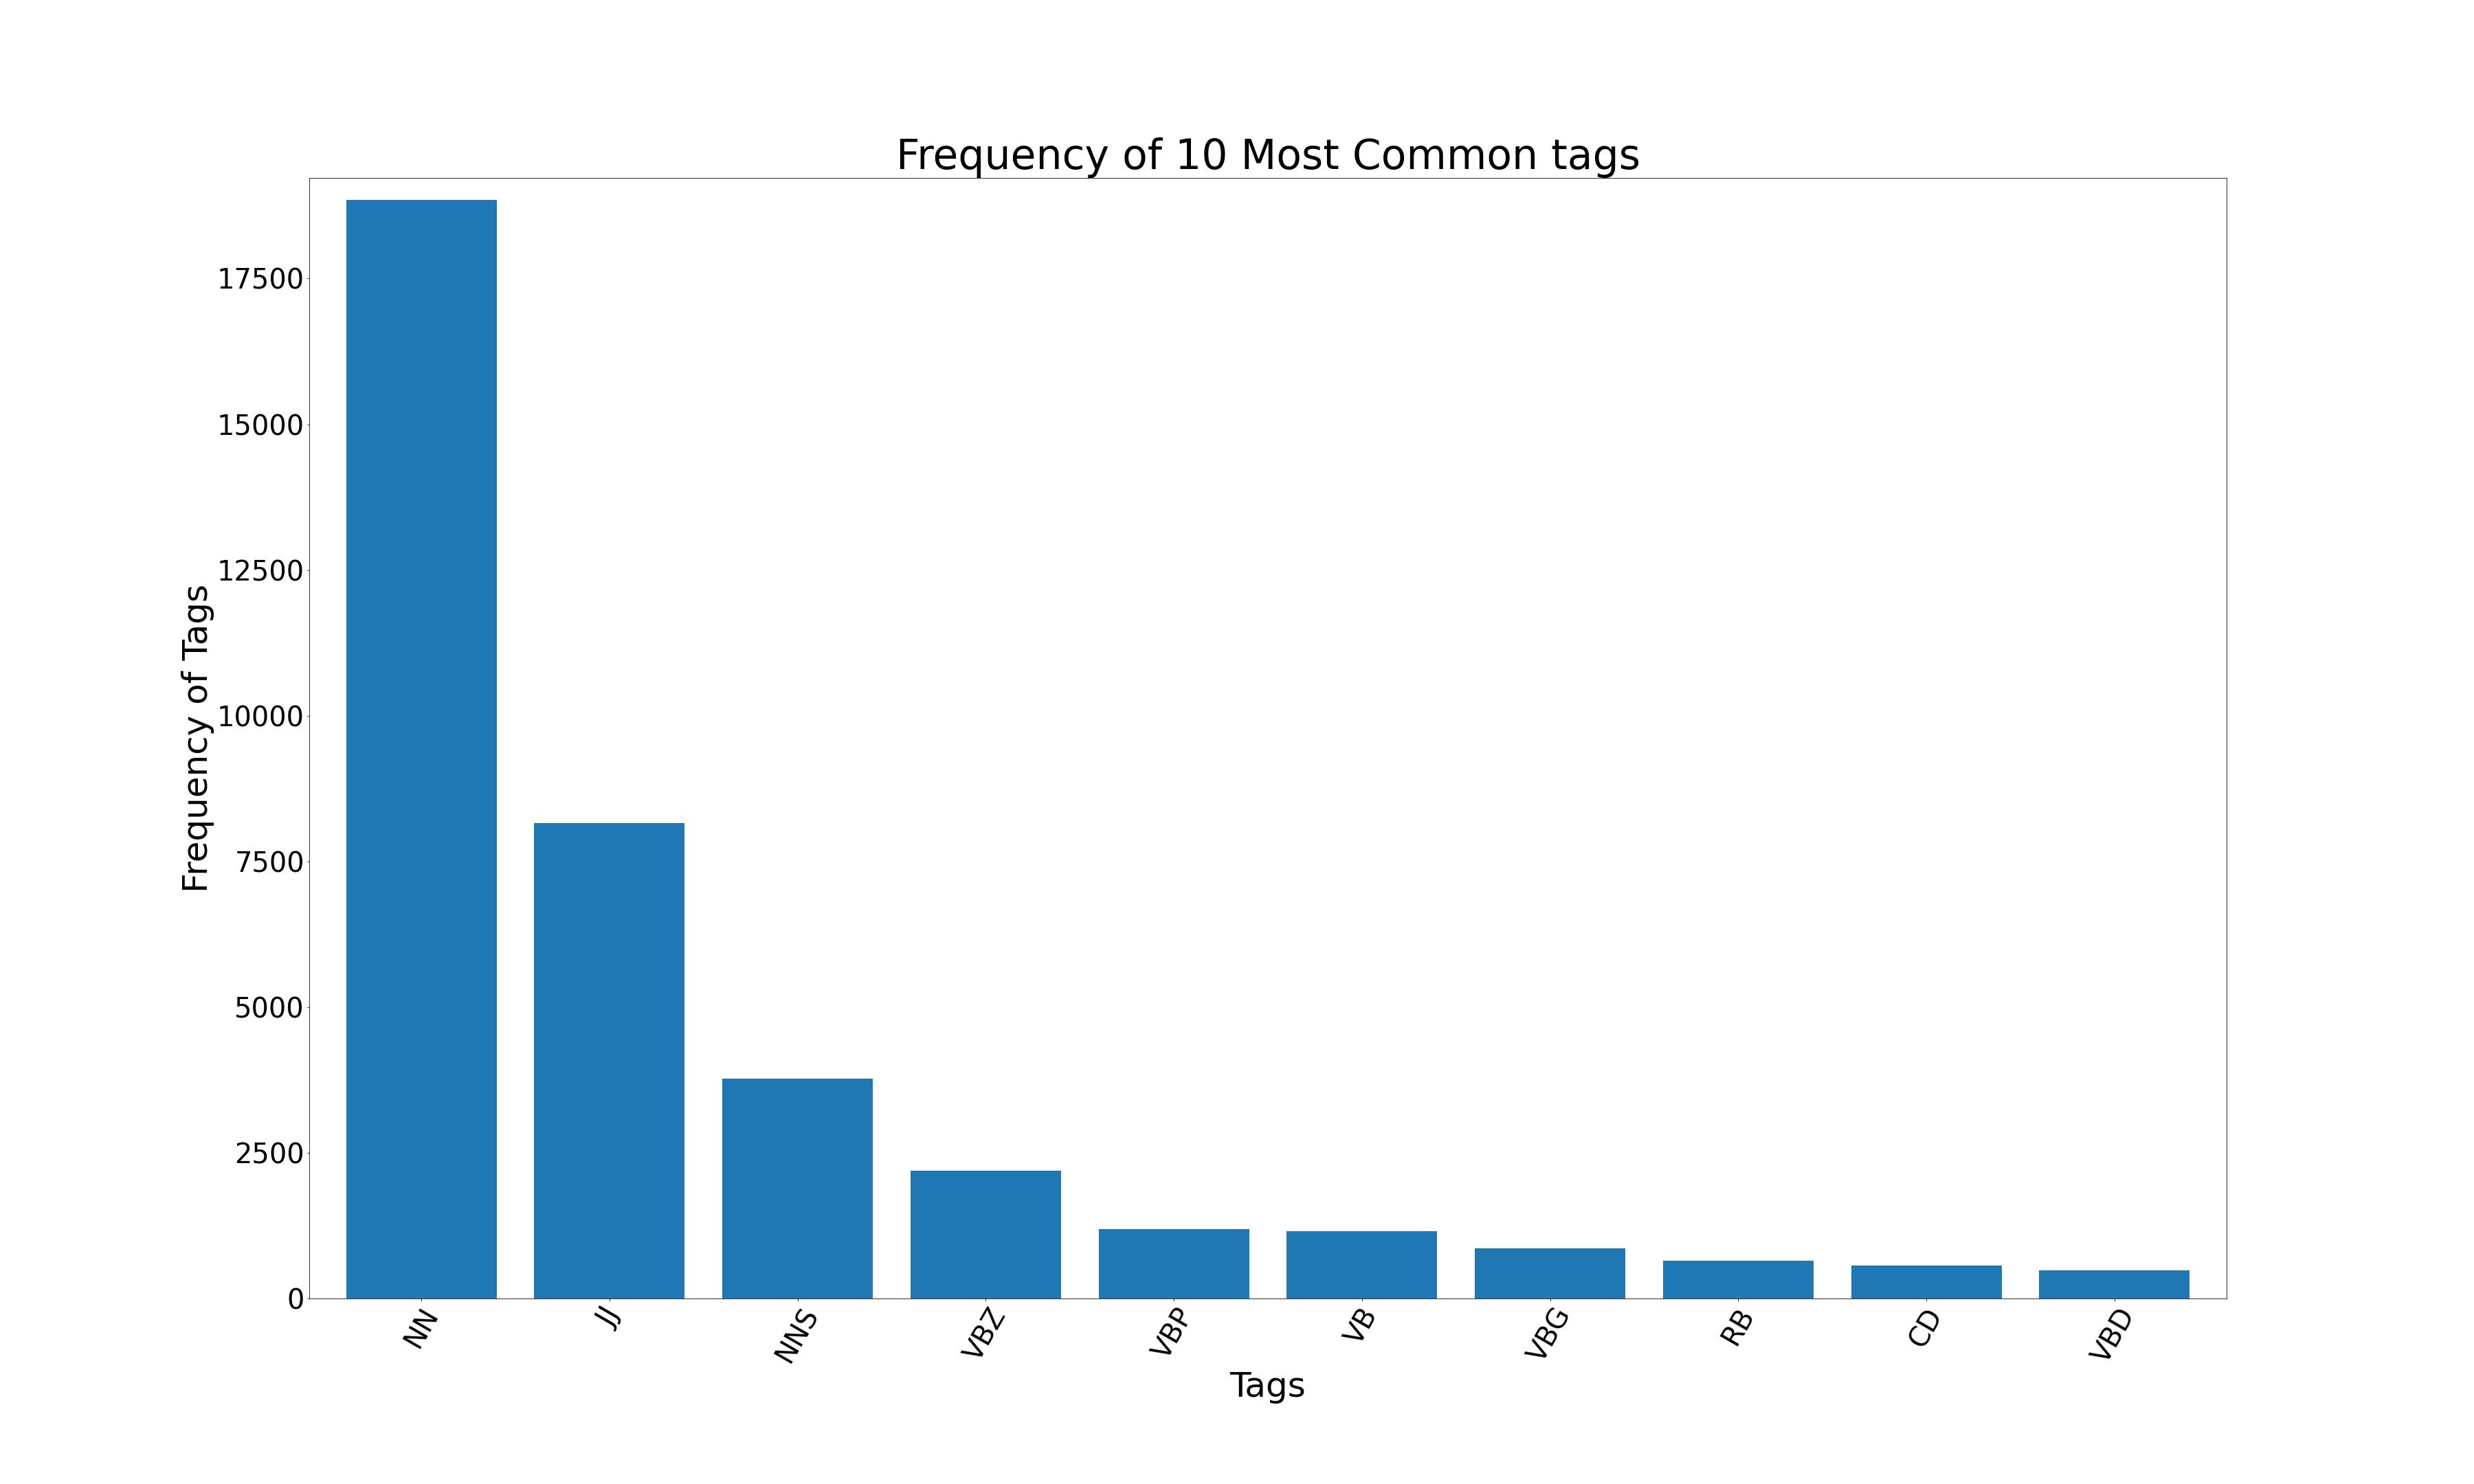 Frequency of 10 Most Common tags
Frequency of Tags
17500
15000
12500
10000
7500
5000
2500
0
NN JJ NNS VBZ VBP VB VBG RB CD VBD
Tags